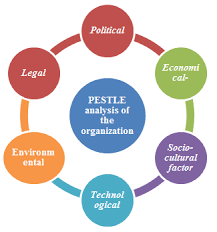 Political
Economi
cal-
Socio-
cultural
factor
Technol
ogical
Environm
ental
Legal
PESTLE
analysis of
the
organization